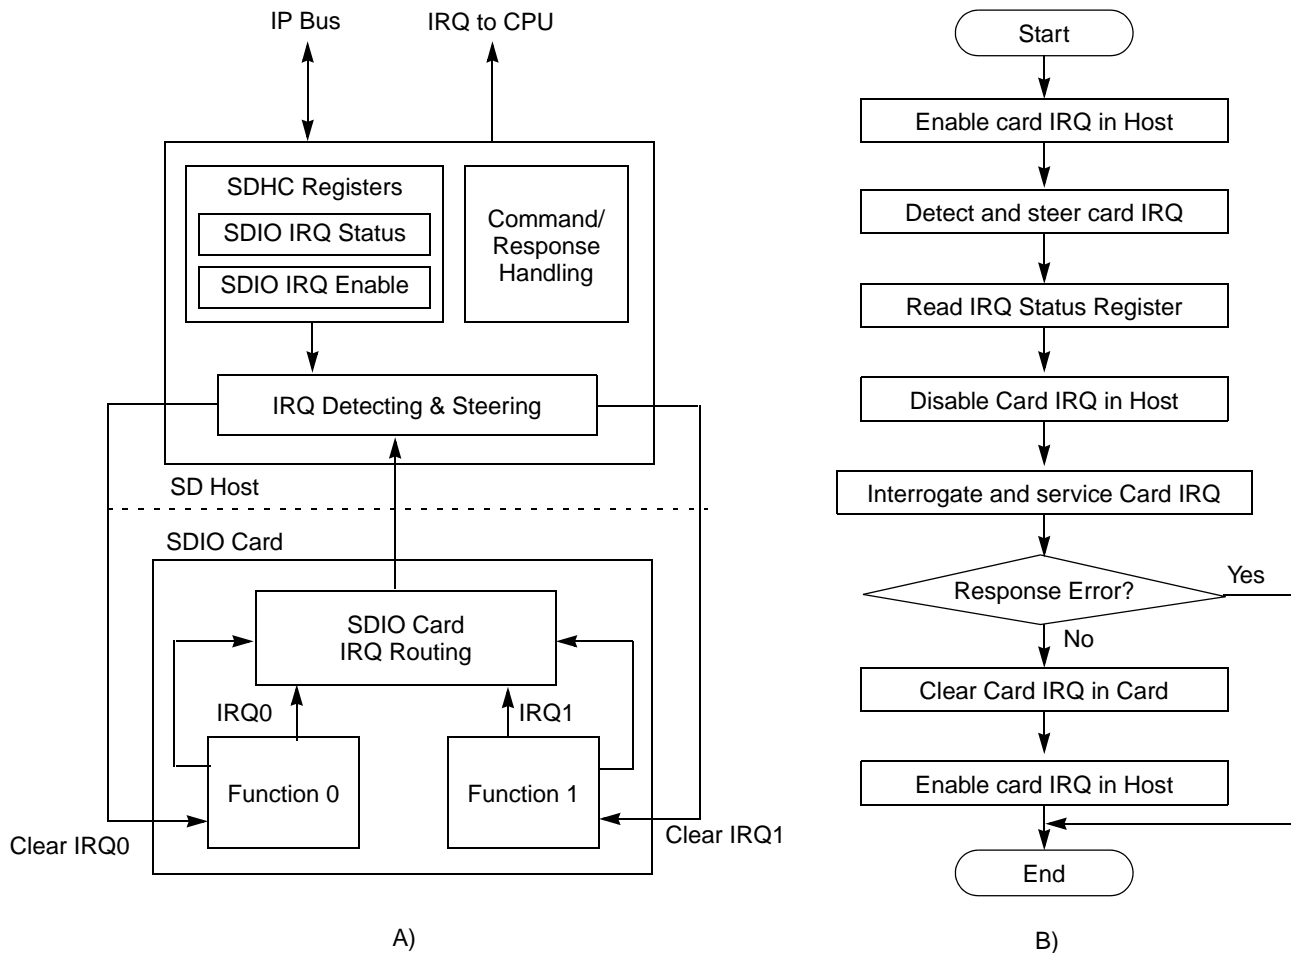 IP Bus
IRQ to CPU
SDHC Registers
SDIO IRQ Status
SDIO IRQ Enable
Command/
Response
Handling
IRQ Detecting & Steering
SD Host
SDIO Card
SDIO Card
IRQ Routing
IRQ0
IRQ1
Function 0
Function 1
Clear IRQ0
Clear IRQ1
A)
Start
Enable card IRQ in Host
Detect and steer card IRQ
Read IRQ Status Register
Disable Card IRQ in Host
Interrogate and service Card IRQ
Response Error?
Yes
No
Clear Card IRQ in Card
Enable card IRQ in Host
End
B)